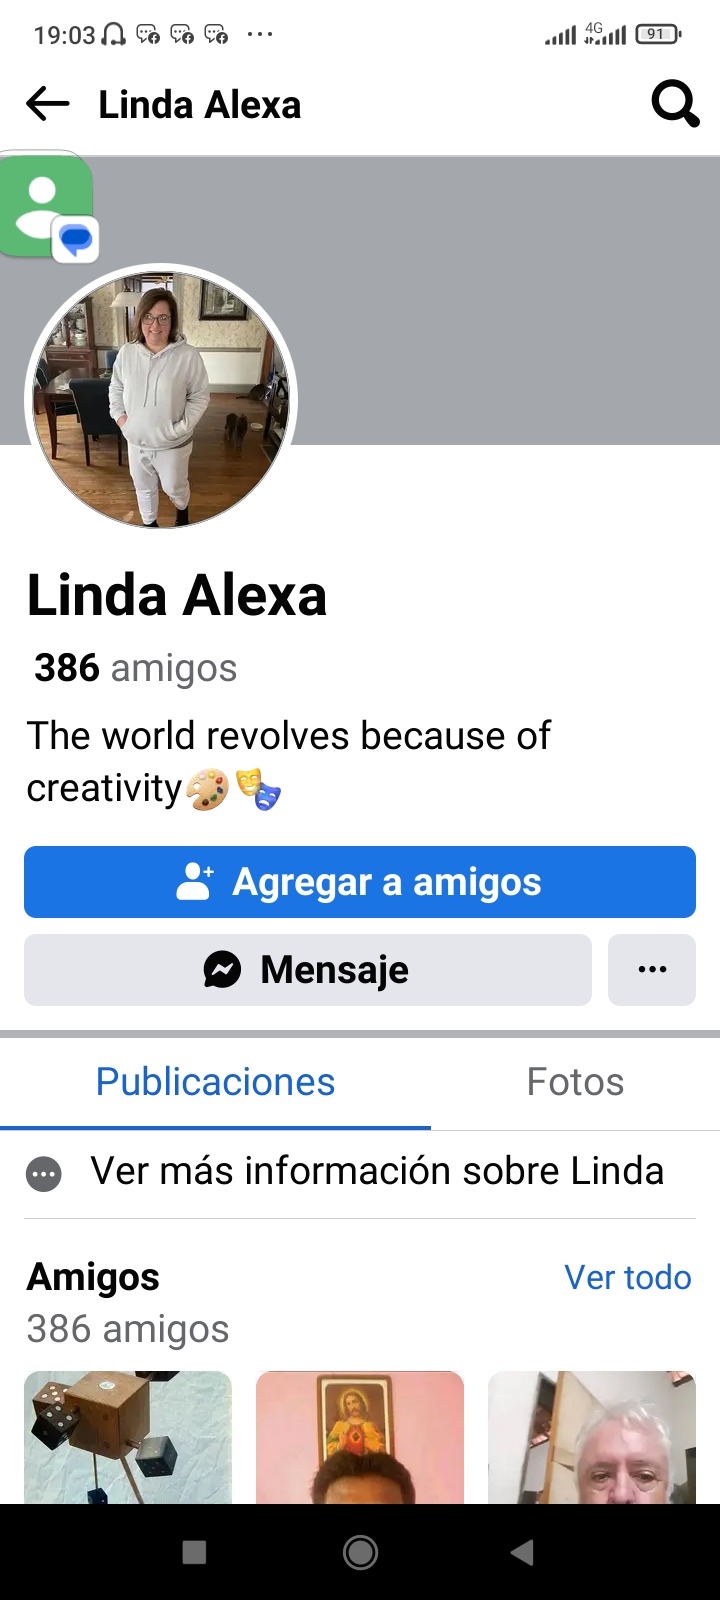 19:03 4G 91
Linda Alexa
Linda Alexa
386 amigos
The world revolves because of
creativity🎨🎭
Agregar a amigos
Mensaje
Publicaciones Fotos
Ver más información sobre Linda
Amigos Ver todo
386 amigos